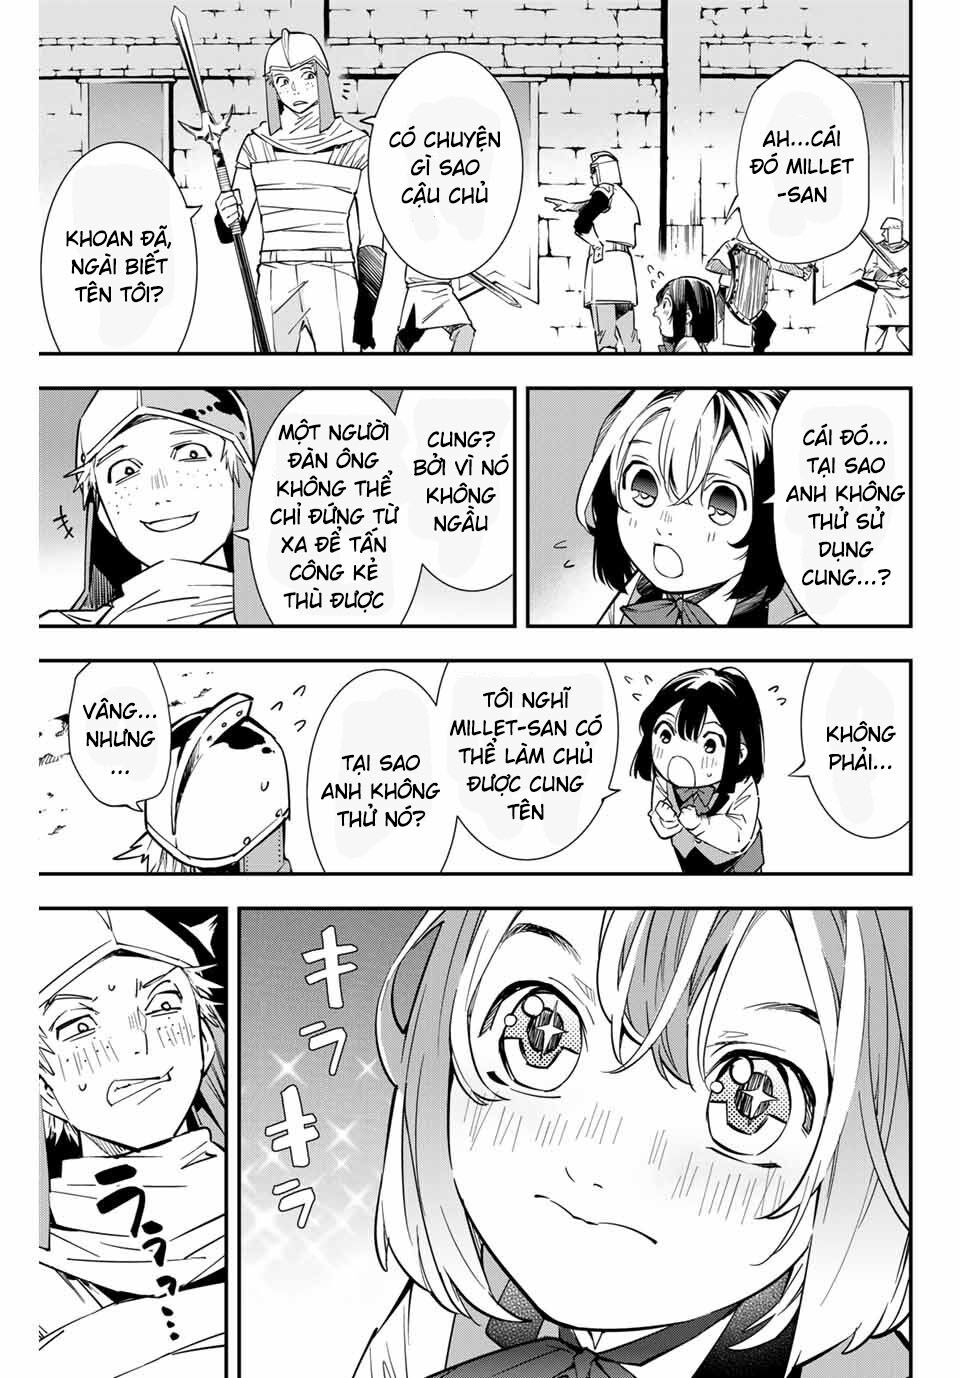 AH...CÁI
ĐÓ MILLET
-SAN
CÓ CHUYỆN
GÌ SAO
CẬU CHỦ
KHOAN ĐÃ,
NGÀI BIẾT
TÊN TÔI?
CÁI ĐÓ...
TẠI SAO
ANH KHÔNG
THỬ SỬ
DỤNG
CUNG...?
CUNG?
BỞI VÌ NÓ
KHÔNG
NGẦU
MỘT NGƯỜI
ĐÀN ÔNG
KHÔNG THỂ
CHỈ ĐỨNG TỪ
XA ĐỂ TẤN
CÔNG KẺ
THÙ ĐƯỢC
KHÔNG
PHẢI...
TÔI NGHĨ
MILLET-SAN CÓ
THỂ LÀM CHỦ
ĐƯỢC CUNG
TÊN
TẠI SAO
ANH KHÔNG
THỬ NÓ?
VÂNG...
NHƯNG
...
キラキラ
うっ...